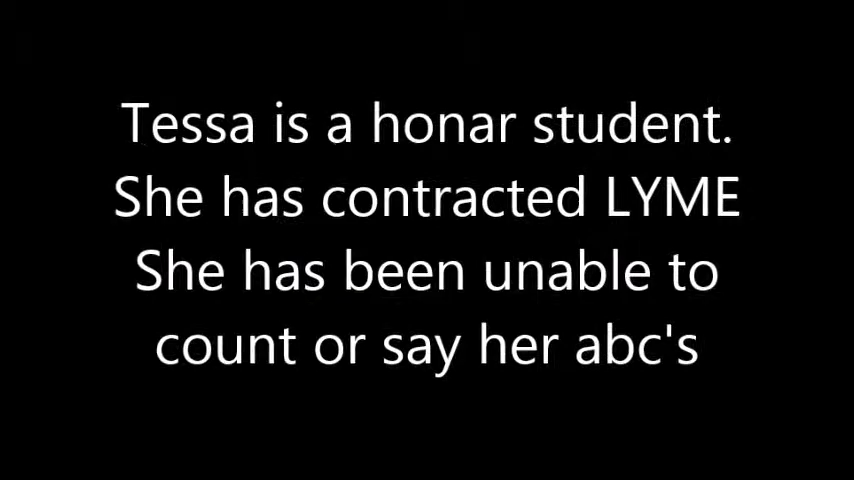 Tessa is a honar student.
She has contracted LYME
She has been unable to
count or say her abc's